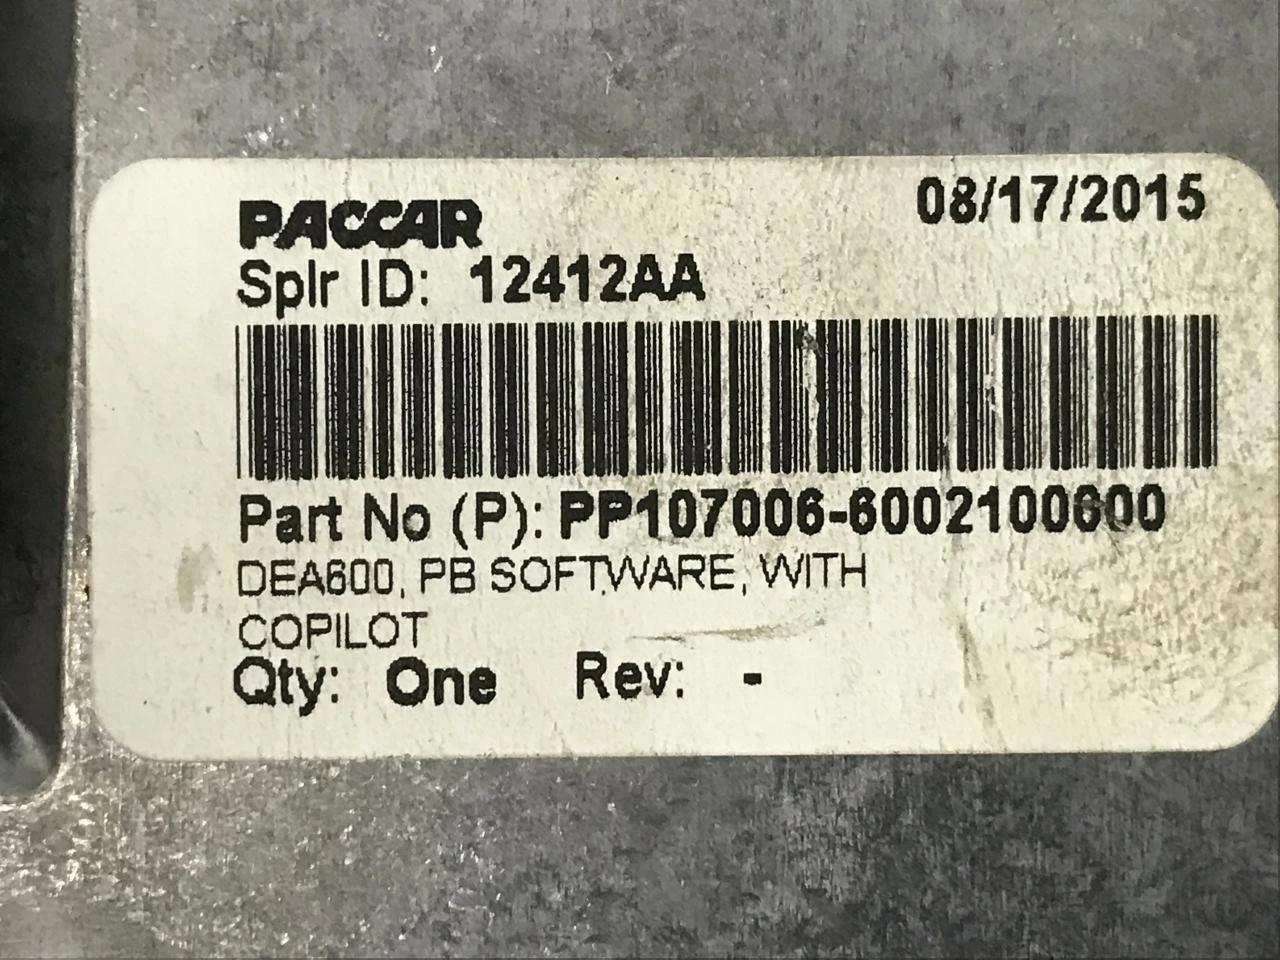 PACCAR
08/17/2015
Splr ID: 12412AA
Part No (P): PP107006-6002100600
DEA600, PB SOFTWARE, WITH
COPILOT
Qty: One Rev: -